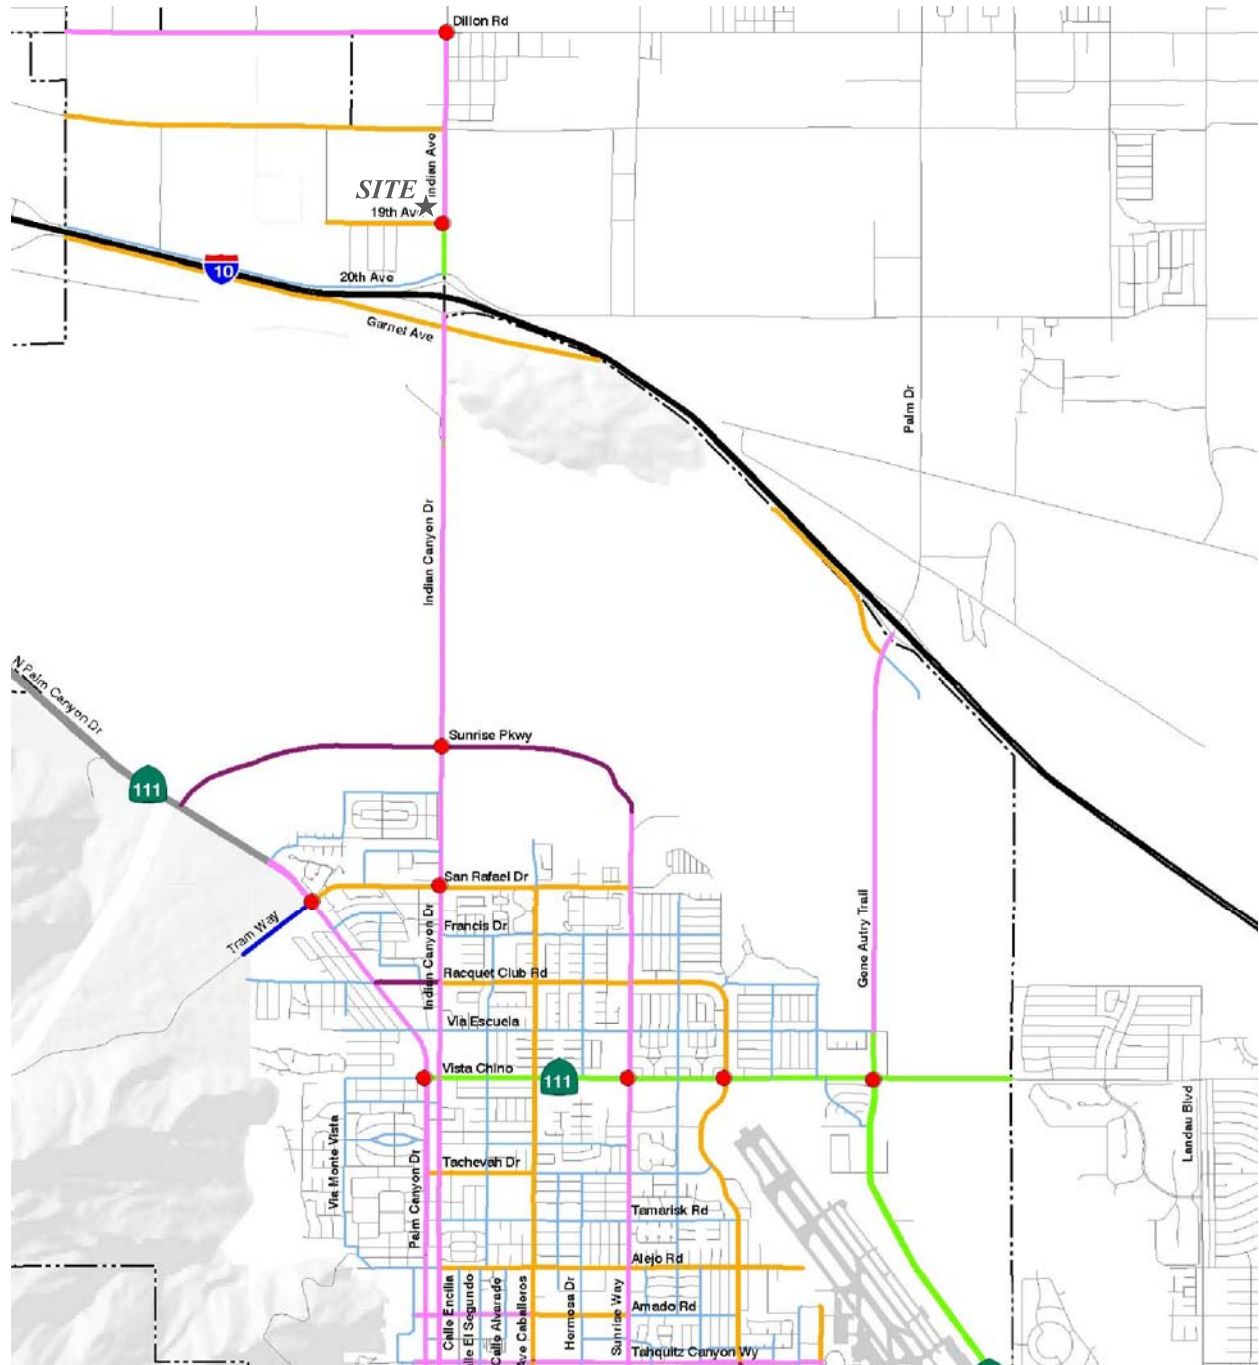 Dillon Rd
Indian Ave
SITE
19th Av
10
20th Ave
Garnet Ave
Palm Dr
Indian Canyon Dr
N Palm Canyon Dr
Sunrise Pkwy
111
San Rafael Dr
Gene Autry Trail
Tram Way
Indian Canyon Dr
Francis Dr
Racquet Club Rd
Via Escuela
Vista Chino
111
Landau Blvd
Via Monte Vista
Palm Canyon Dr
Tachevah Dr
Tamarisk Rd
Alejo Rd
Calle Encilia
lle El Segundo
Calle Alvarado
Ave Caballeros
Hermosa Dr
Sunrise Way
Amado Rd
Tahquitz Canyon Wy